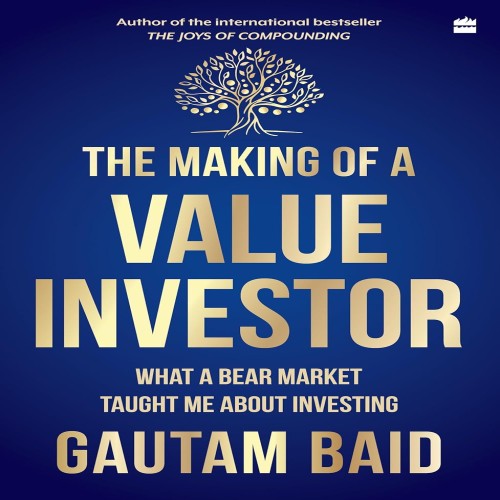 Author of the international bestseller
THE JOYS OF COMPOUNDING
THE MAKING OF A
VALUE
INVESTOR
WHAT A BEAR MARKET
TAUGHT ME ABOUT INVESTING
GAUTAM BAID